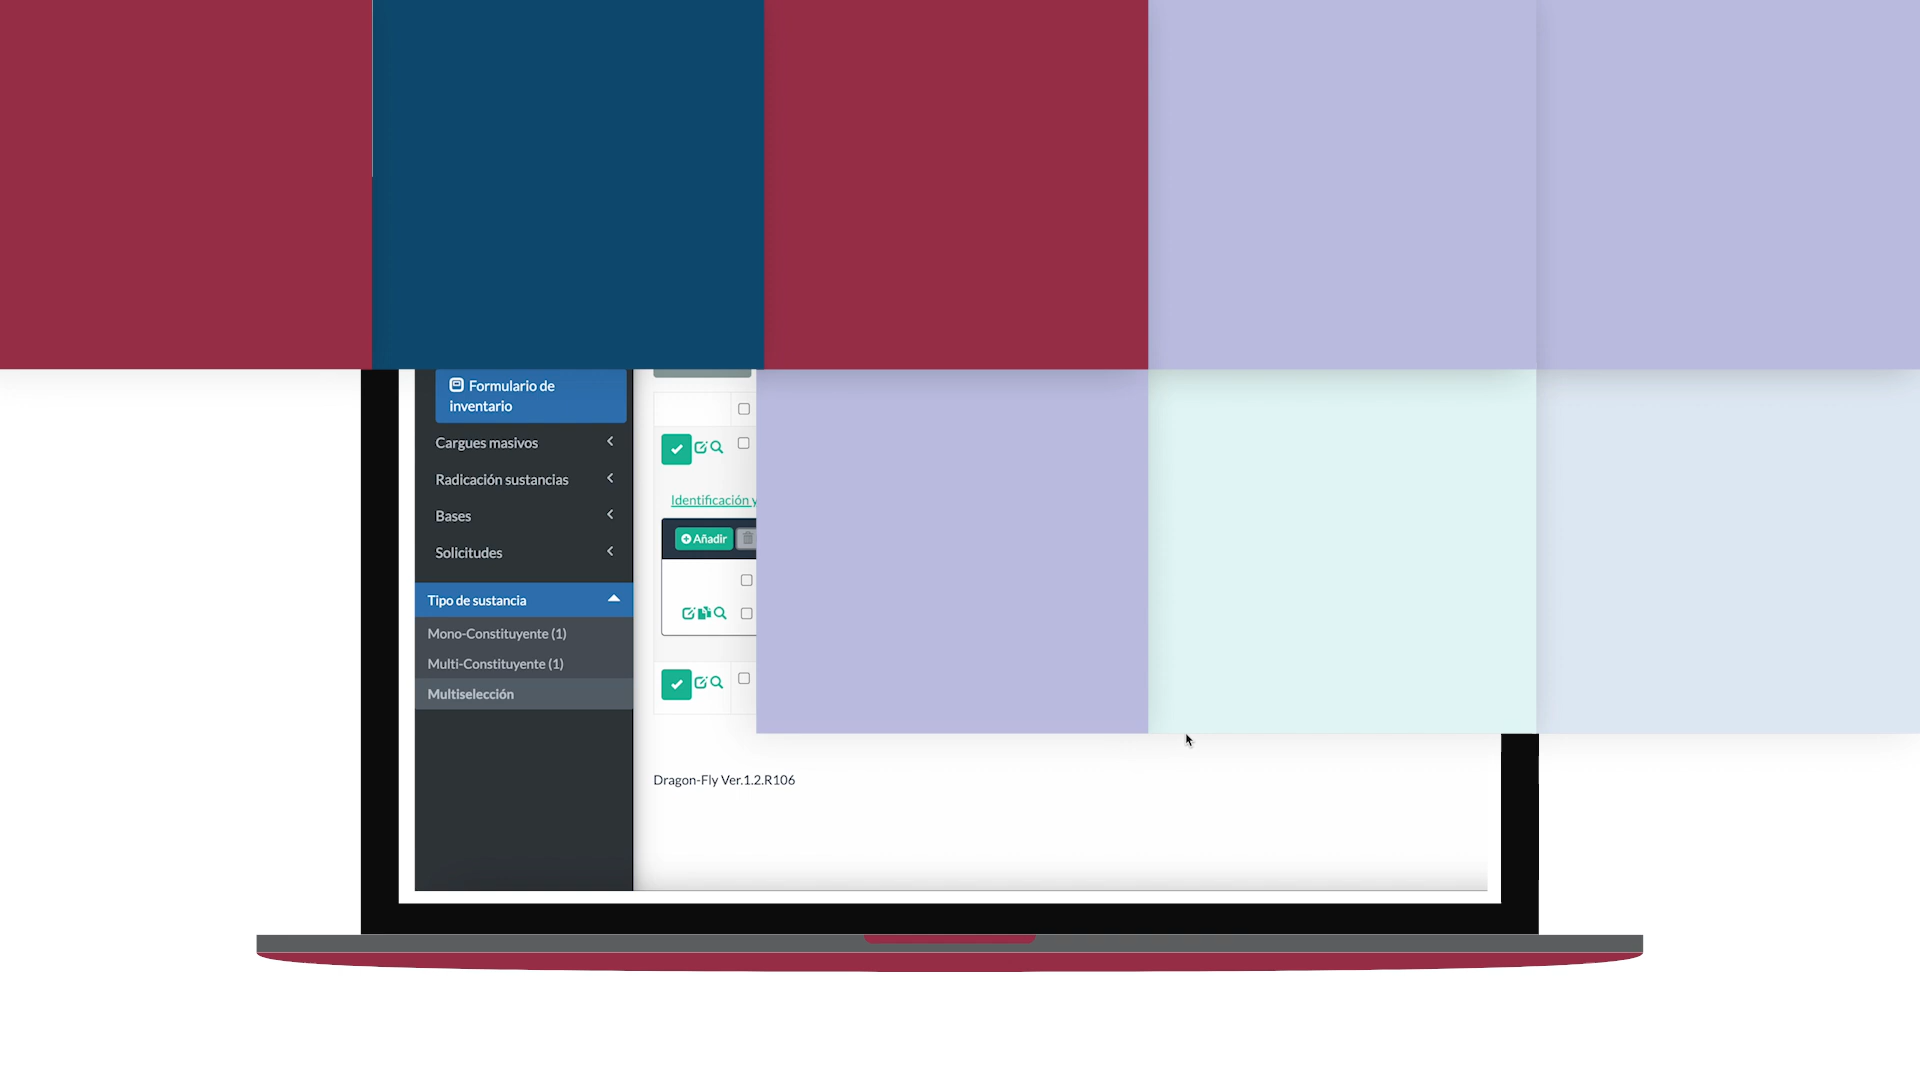 Formulario de
inventario
Cargues masivos
Radicación sustancias
Bases
Solicitudes
Tipo de sustancia
Mono-Constituyente (1)
Multi-Constituyente (1)
Multiselección
Identificación y
Añadir
Dragon-Fly Ver.1.2.R106